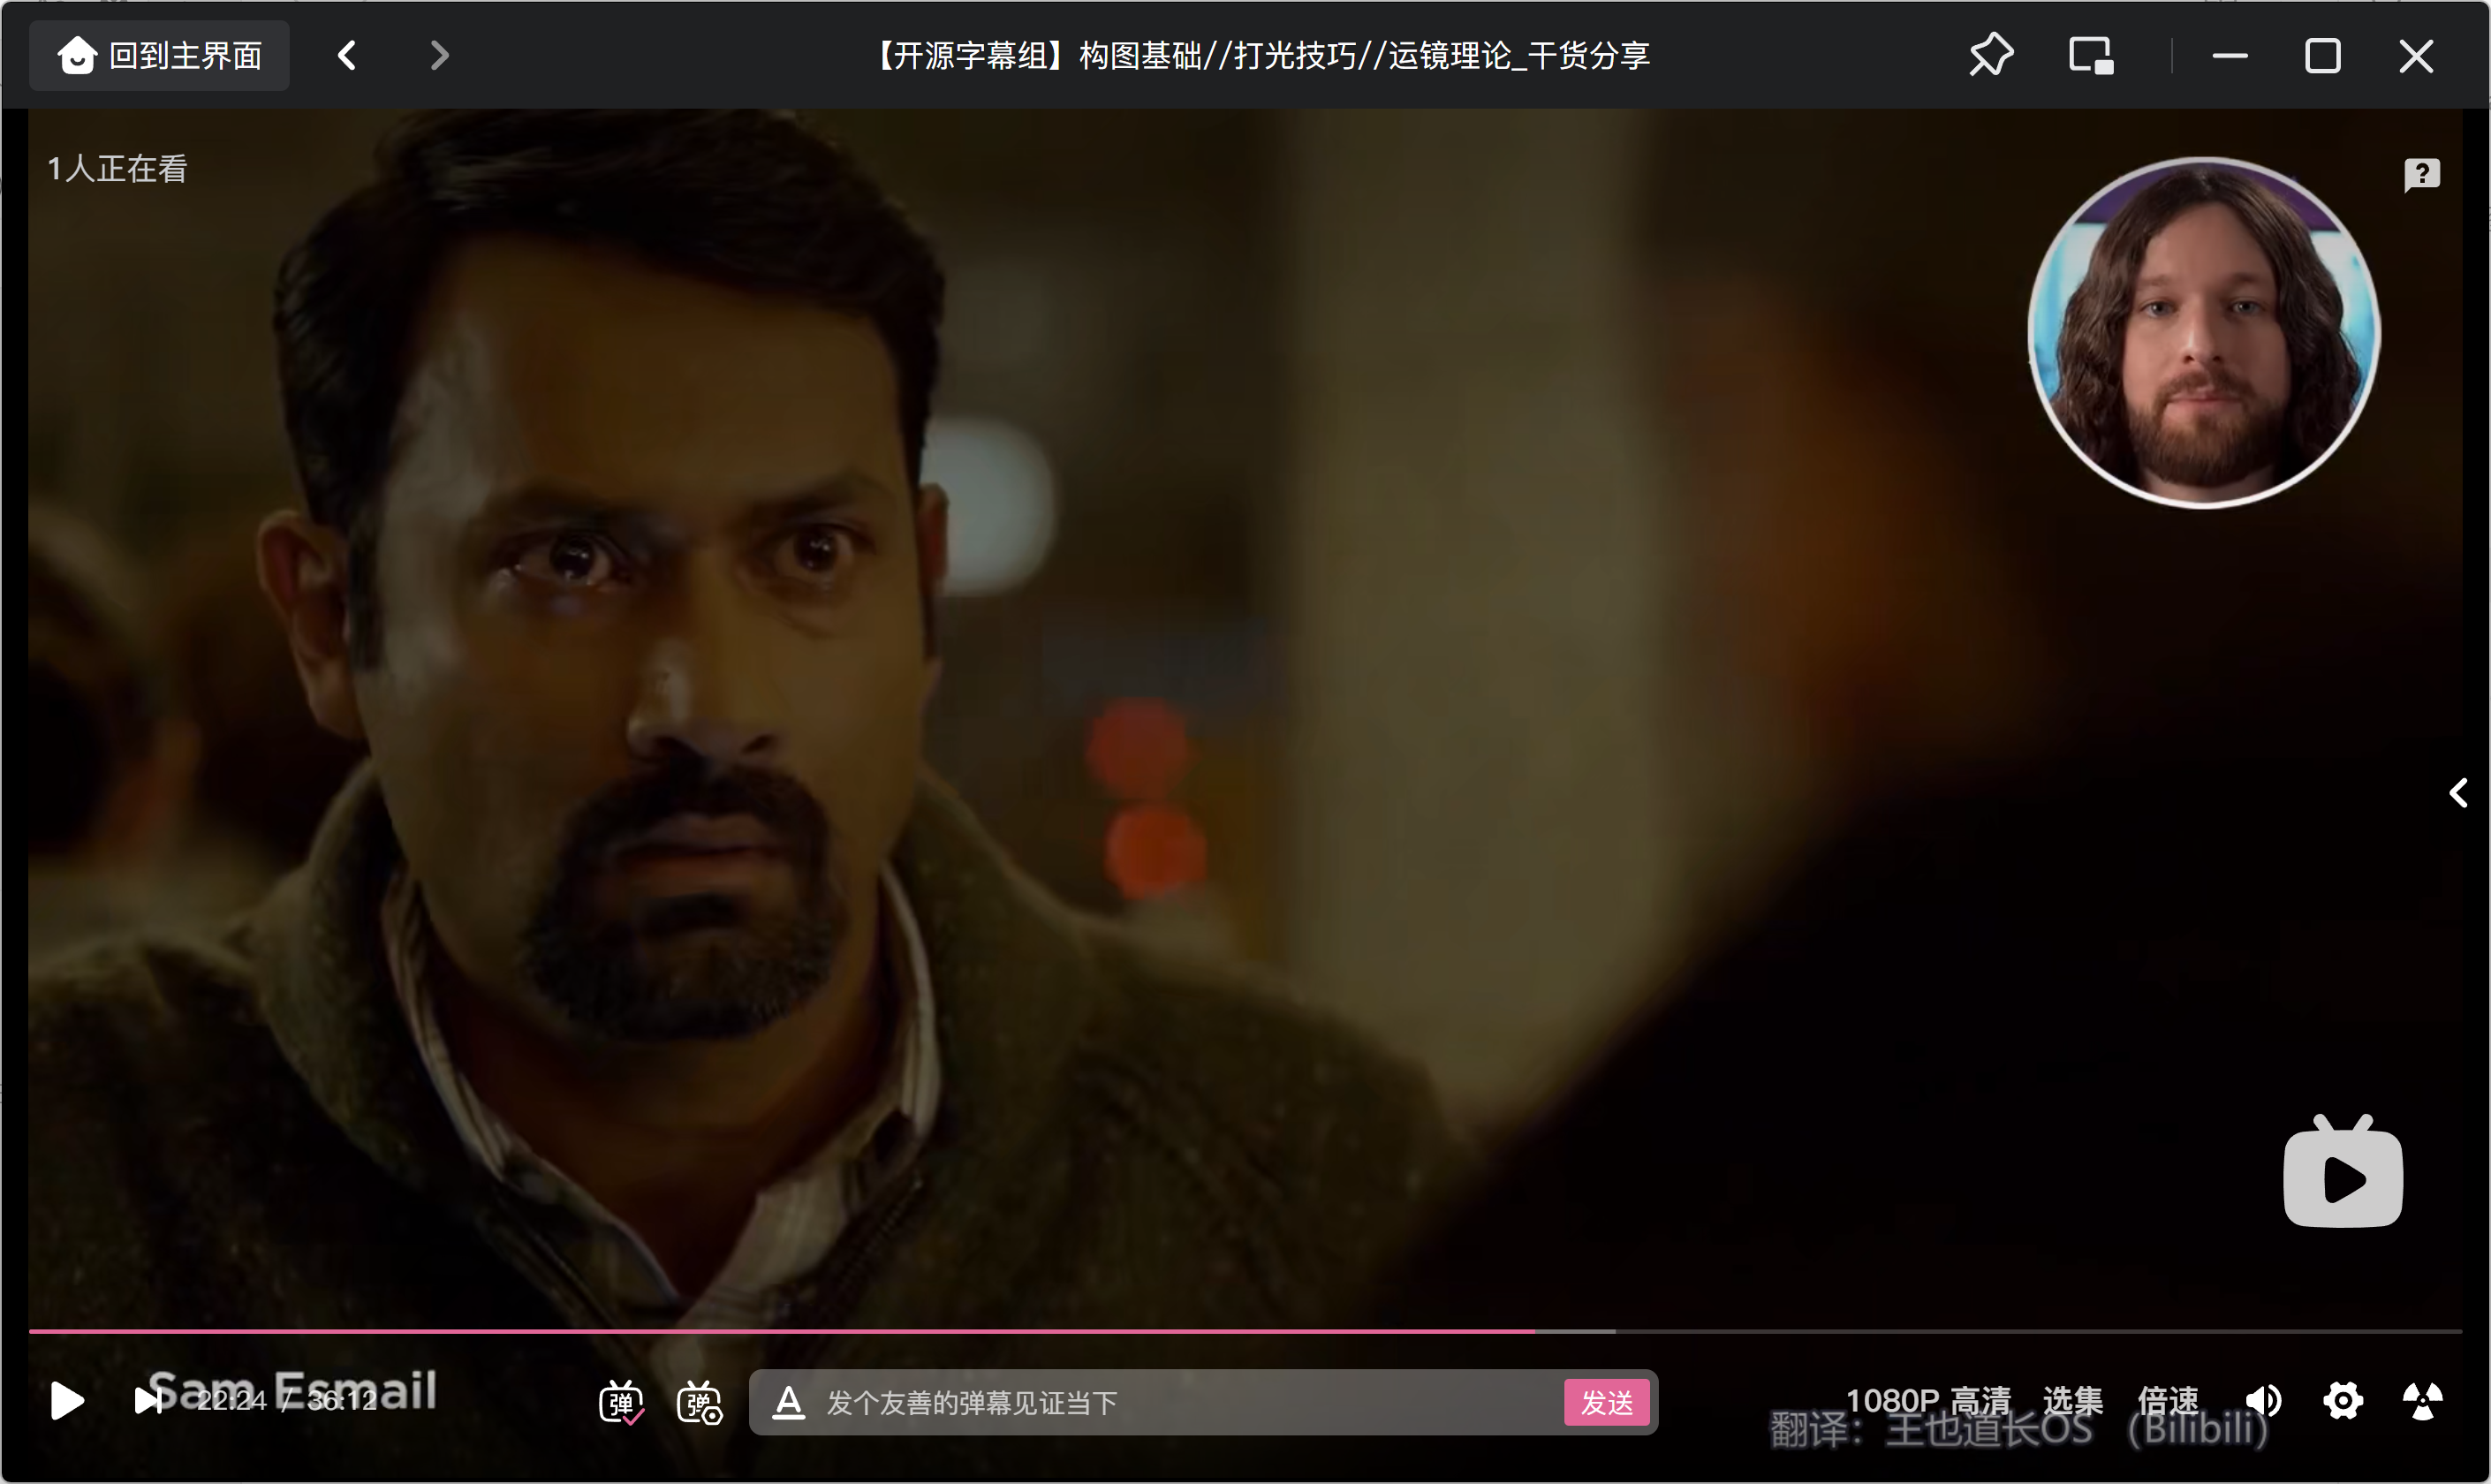 回到主界面
【开源字幕组】构图基础//打光技巧//运镜理论_干货分享
1人正在看
?
Sam Esmail
22:24 / 36:12
弹
弹
A
发个友善的弹幕见证当下
发送
1080P 高清
选集
倍速
翻译：王也道长OS （Bilibili）